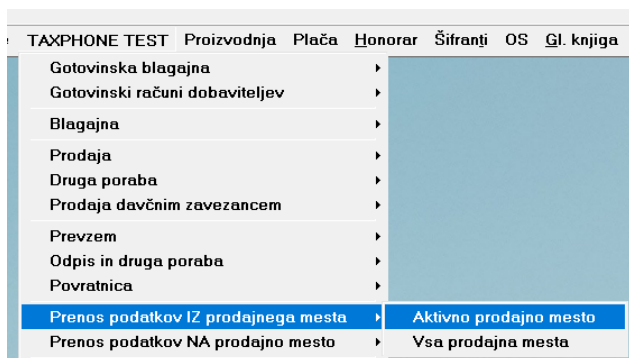 TAXPHONE TEST Proizvodnja Plača Honorar Šifranti OS Gl. knjiga
Gotovinska blagajna
Gotovinski računi dobaviteljev
Blagajna
Prodaja
Druga poraba
Prodaja davčnim zavezancem
Prevzem
Odpis in druga poraba
Povratnica
Prenos podatkov IZ prodajnega mesta Aktivno prodajno mesto
Prenos podatkov NA prodajno mesto Vsa prodajna mesta